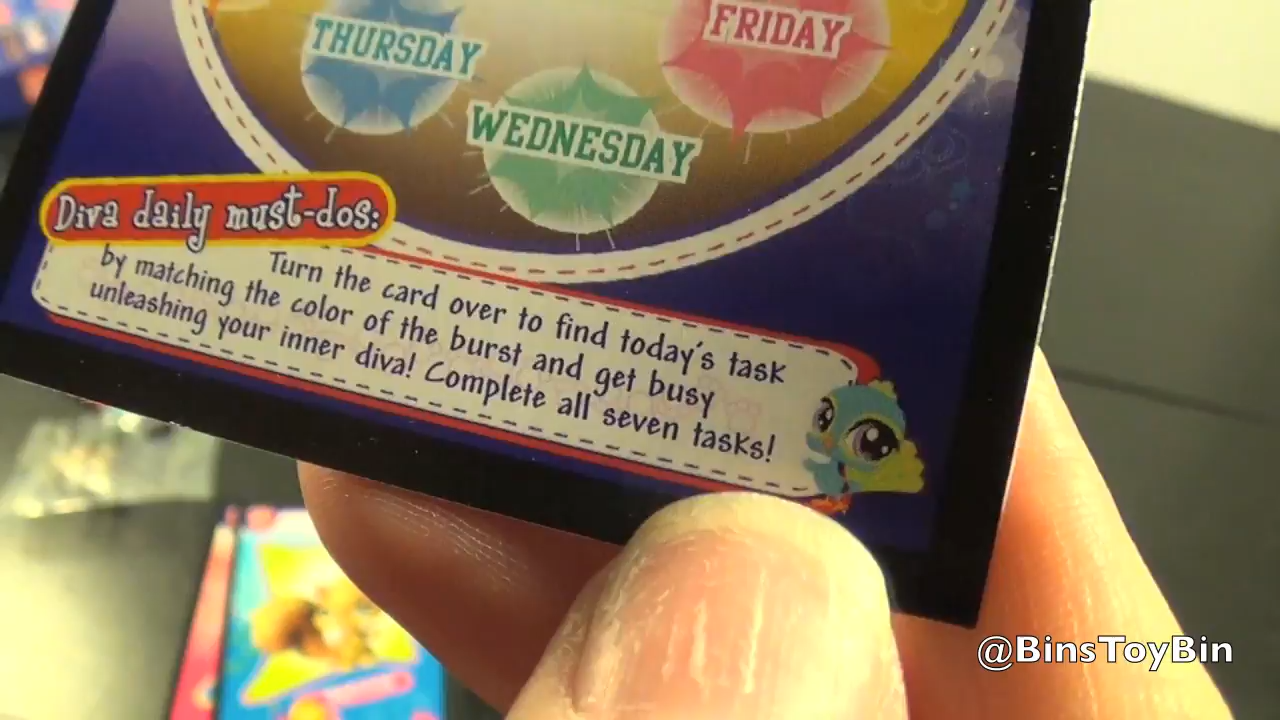 THURSDAY
FRIDAY
WEDNESDAY
Diva daily must-dos:
Turn the card over to find today's task
by matching the color of the burst and get busy
unleashing your inner diva! Complete all seven tasks!
@BinsToyBin